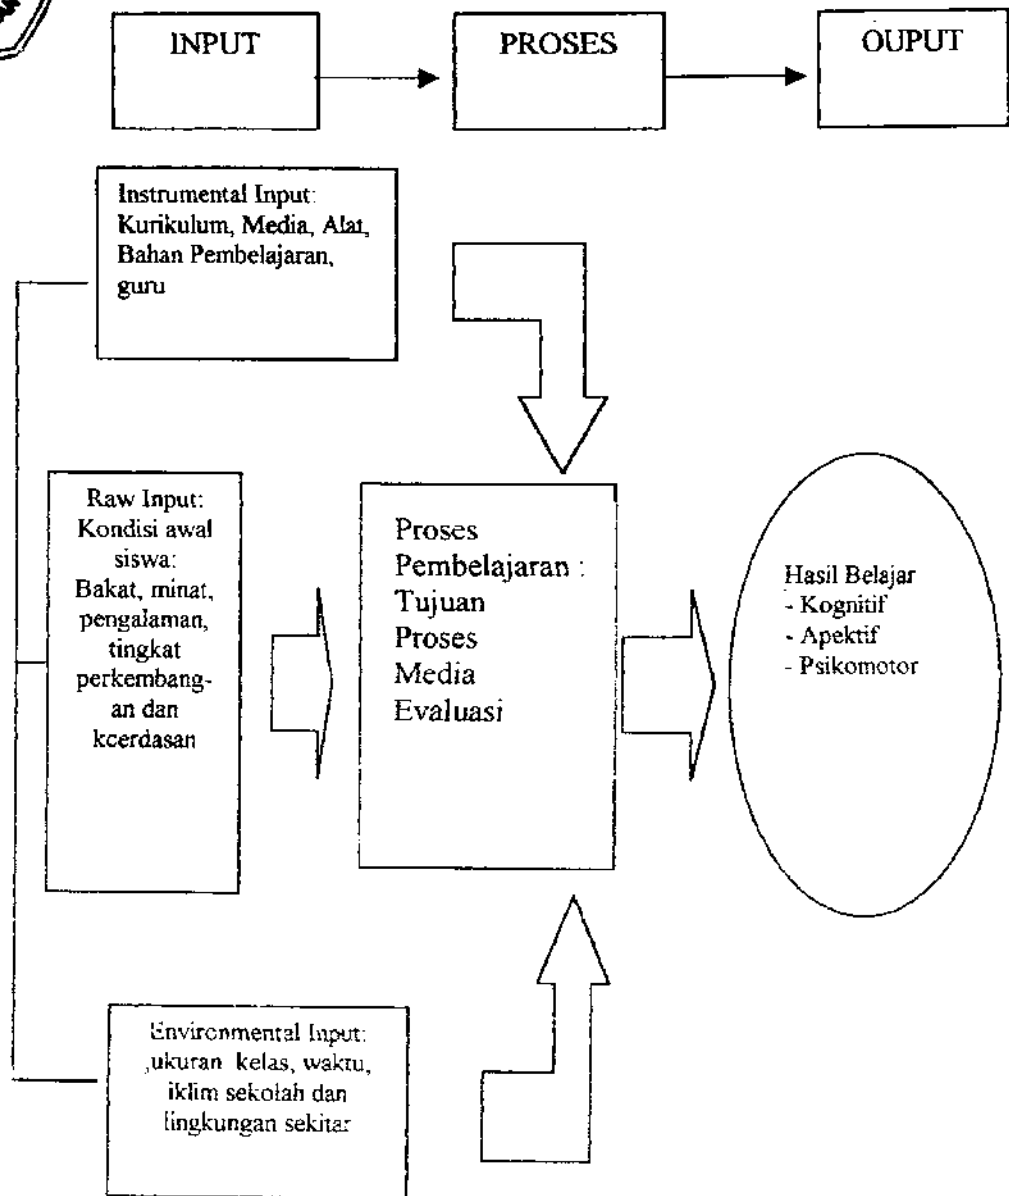 INPUT
PROSES
OUPUT
Instrumental Input:
Kurikulum, Media, Alat,
Bahan Pembelajaran,
guru
Raw Input:
Kondisi awal
siswa:
Bakat, minat,
pengalaman,
tingkat
perkembang-
an dan
kcerdasan
Proses
Pembelajaran :
Tujuan
Proses
Media
Evaluasi
Hasil Belajar
- Kognitif
- Apektif
- Psikomotor
Environmental Input:
ukuran kelas, waktu,
iklim sekolah dan
lingkungan sekitar